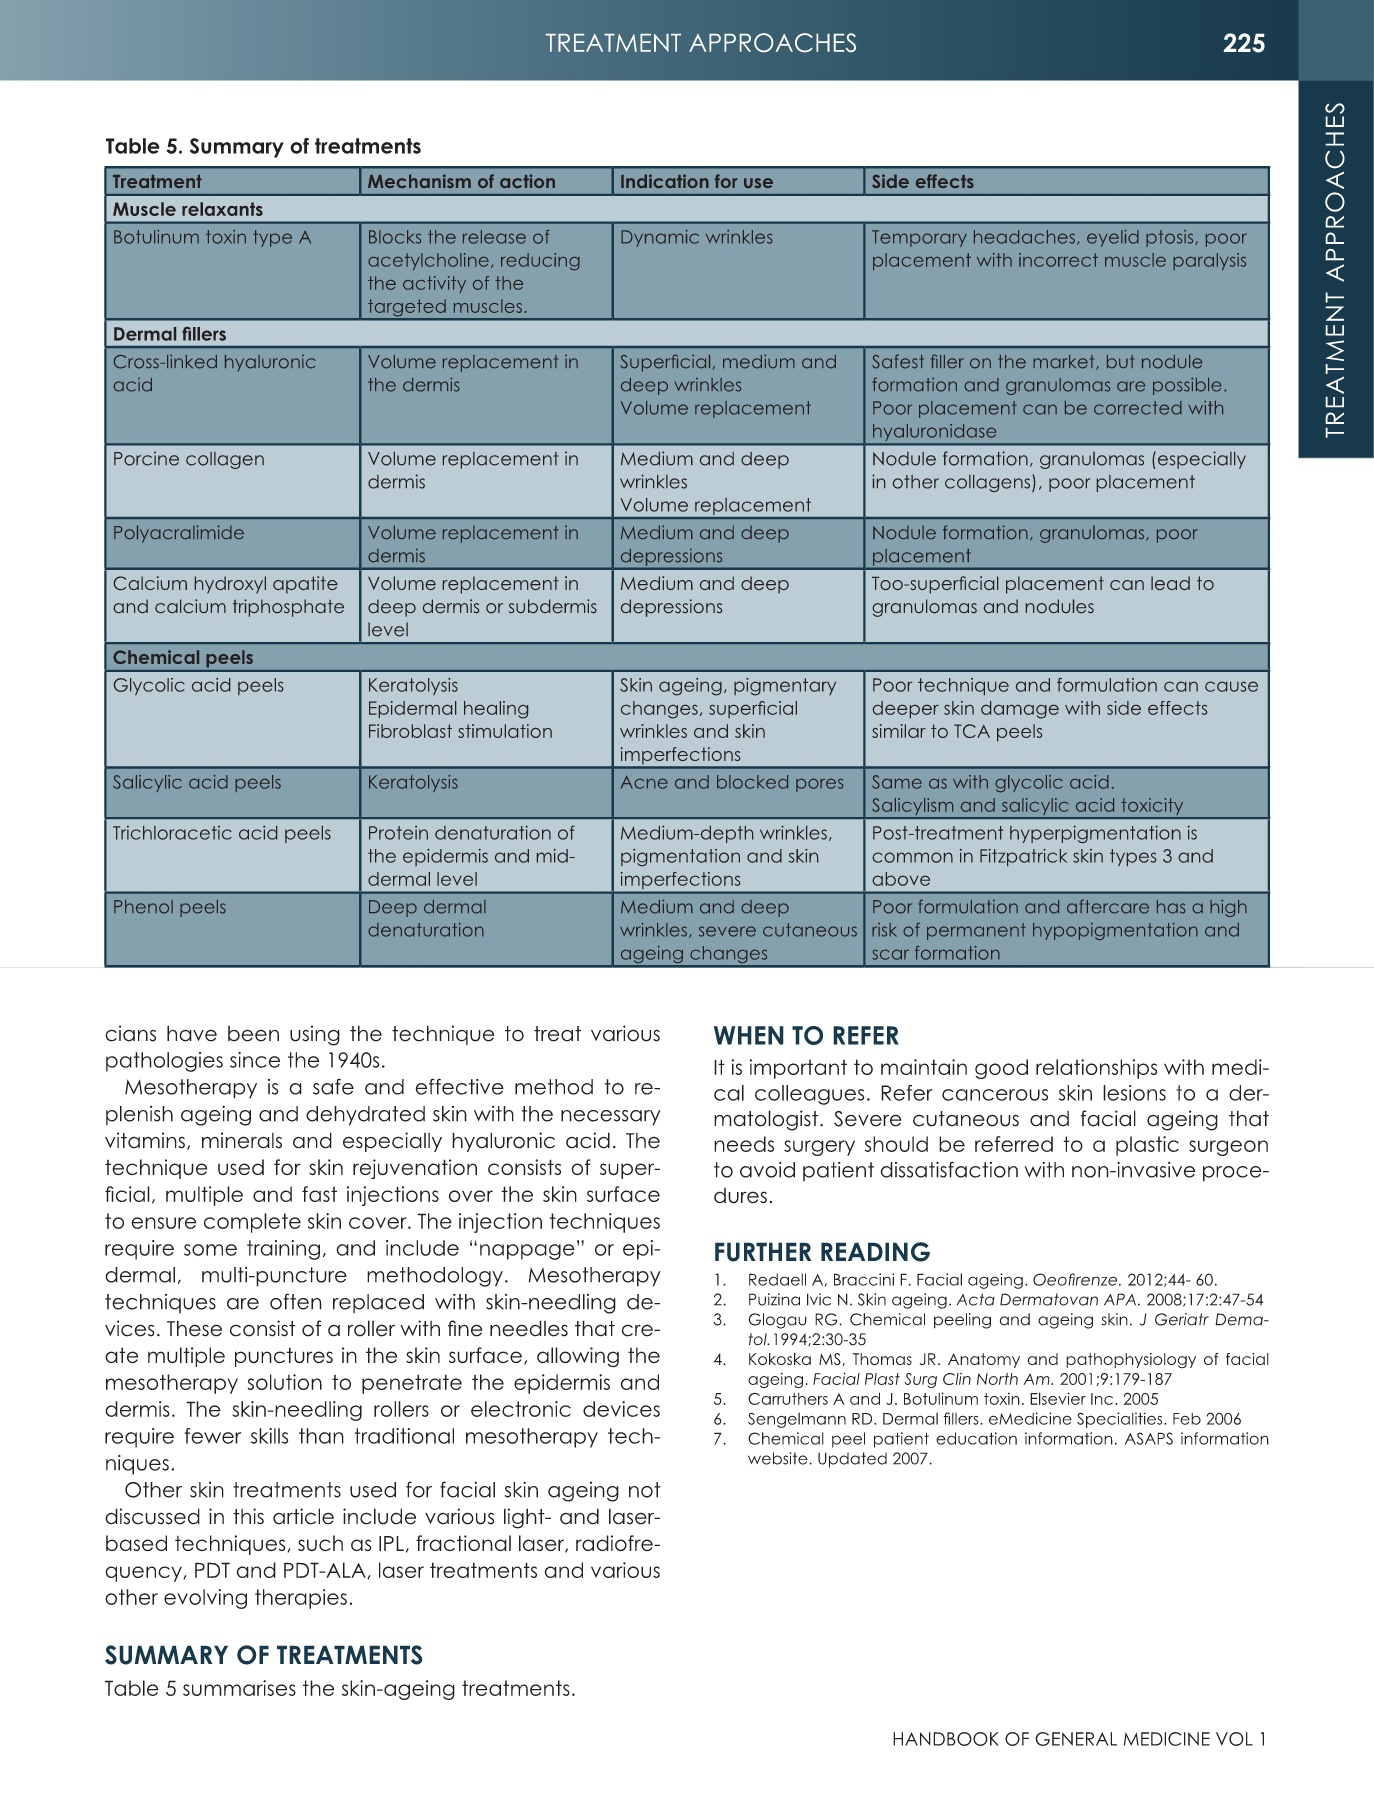 TREATMENT APPROACHES
225
TREATMENT APPROACHES
Table 5. Summary of treatments
Treatment Mechanism of action Indication for use Side effects
Muscle relaxants
Botulinum toxin type A Blocks the release of Dynamic wrinkles Temporary headaches, eyelid ptosis, poor
acetylcholine, reducing placement with incorrect muscle paralysis
the activity of the
targeted muscles.
Dermal fillers
Cross-linked hyaluronic Volume replacement in Superficial, medium and Safest filler on the market, but nodule
acid the dermis deep wrinkles formation and granulomas are possible.
Volume replacement Poor placement can be corrected with
hyaluronidase
Porcine collagen Volume replacement in Medium and deep Nodule formation, granulomas (especially
dermis wrinkles in other collagens), poor placement
Volume replacement
Polyacralimide Volume replacement in Medium and deep Nodule formation, granulomas, poor
dermis depressions placement
Calcium hydroxyl apatite Volume replacement in Medium and deep Too-superficial placement can lead to
and calcium triphosphate deep dermis or subdermis depressions granulomas and nodules
level
Chemical peels
Glycolic acid peels Keratolysis Skin ageing, pigmentary Poor technique and formulation can cause
Epidermal healing changes, superficial deeper skin damage with side effects
Fibroblast stimulation wrinkles and skin similar to TCA peels
imperfections
Salicylic acid peels Keratolysis Acne and blocked pores Same as with glycolic acid.
Salicylism and salicylic acid toxicity
Trichloracetic acid peels Protein denaturation of Medium-depth wrinkles, Post-treatment hyperpigmentation is
the epidermis and mid- pigmentation and skin common in Fitzpatrick skin types 3 and
dermal level imperfections above
Phenol peels Deep dermal Medium and deep Poor formulation and aftercare has a high
denaturation wrinkles, severe cutaneous risk of permanent hypopigmentation and
ageing changes scar formation
cians have been using the technique to treat various
pathologies since the 1940s.
Mesotherapy is a safe and effective method to re-
plenish ageing and dehydrated skin with the necessary
vitamins, minerals and especially hyaluronic acid. The
technique used for skin rejuvenation consists of super-
ficial, multiple and fast injections over the skin surface
to ensure complete skin cover. The injection techniques
require some training, and include “nappage” or epi-
dermal, multi-puncture methodology. Mesotherapy
techniques are often replaced with skin-needling de-
vices. These consist of a roller with fine needles that cre-
ate multiple punctures in the skin surface, allowing the
mesotherapy solution to penetrate the epidermis and
dermis. The skin-needling rollers or electronic devices
require fewer skills than traditional mesotherapy tech-
niques.
Other skin treatments used for facial skin ageing not
discussed in this article include various light- and laser-
based techniques, such as IPL, fractional laser, radiofre-
quency, PDT and PDT-ALA, laser treatments and various
other evolving therapies.
SUMMARY OF TREATMENTS
Table 5 summarises the skin-ageing treatments.
WHEN TO REFER
It is important to maintain good relationships with medi-
cal colleagues. Refer cancerous skin lesions to a der-
matologist. Severe cutaneous and facial ageing that
needs surgery should be referred to a plastic surgeon
to avoid patient dissatisfaction with non-invasive proce-
dures.
FURTHER READING
1. Redaell A, Braccini F. Facial ageing. Oeofirenze. 2012;44- 60.
2. Puizina Ivic N. Skin ageing. Acta Dermatovan APA. 2008;17:2:47-54
3. Glogau RG. Chemical peeling and ageing skin. J Geriatr Dema-
tol.1994;2:30-35
4. Kokoska MS, Thomas JR. Anatomy and pathophysiology of facial
ageing. Facial Plast Surg Clin North Am. 2001;9:179-187
5. Carruthers A and J. Botulinum toxin. Elsevier Inc. 2005
6. Sengelmann RD. Dermal fillers. eMedicine Specialities. Feb 2006
7. Chemical peel patient education information. ASAPS information
website. Updated 2007.
HANDBOOK OF GENERAL MEDICINE VOL 1